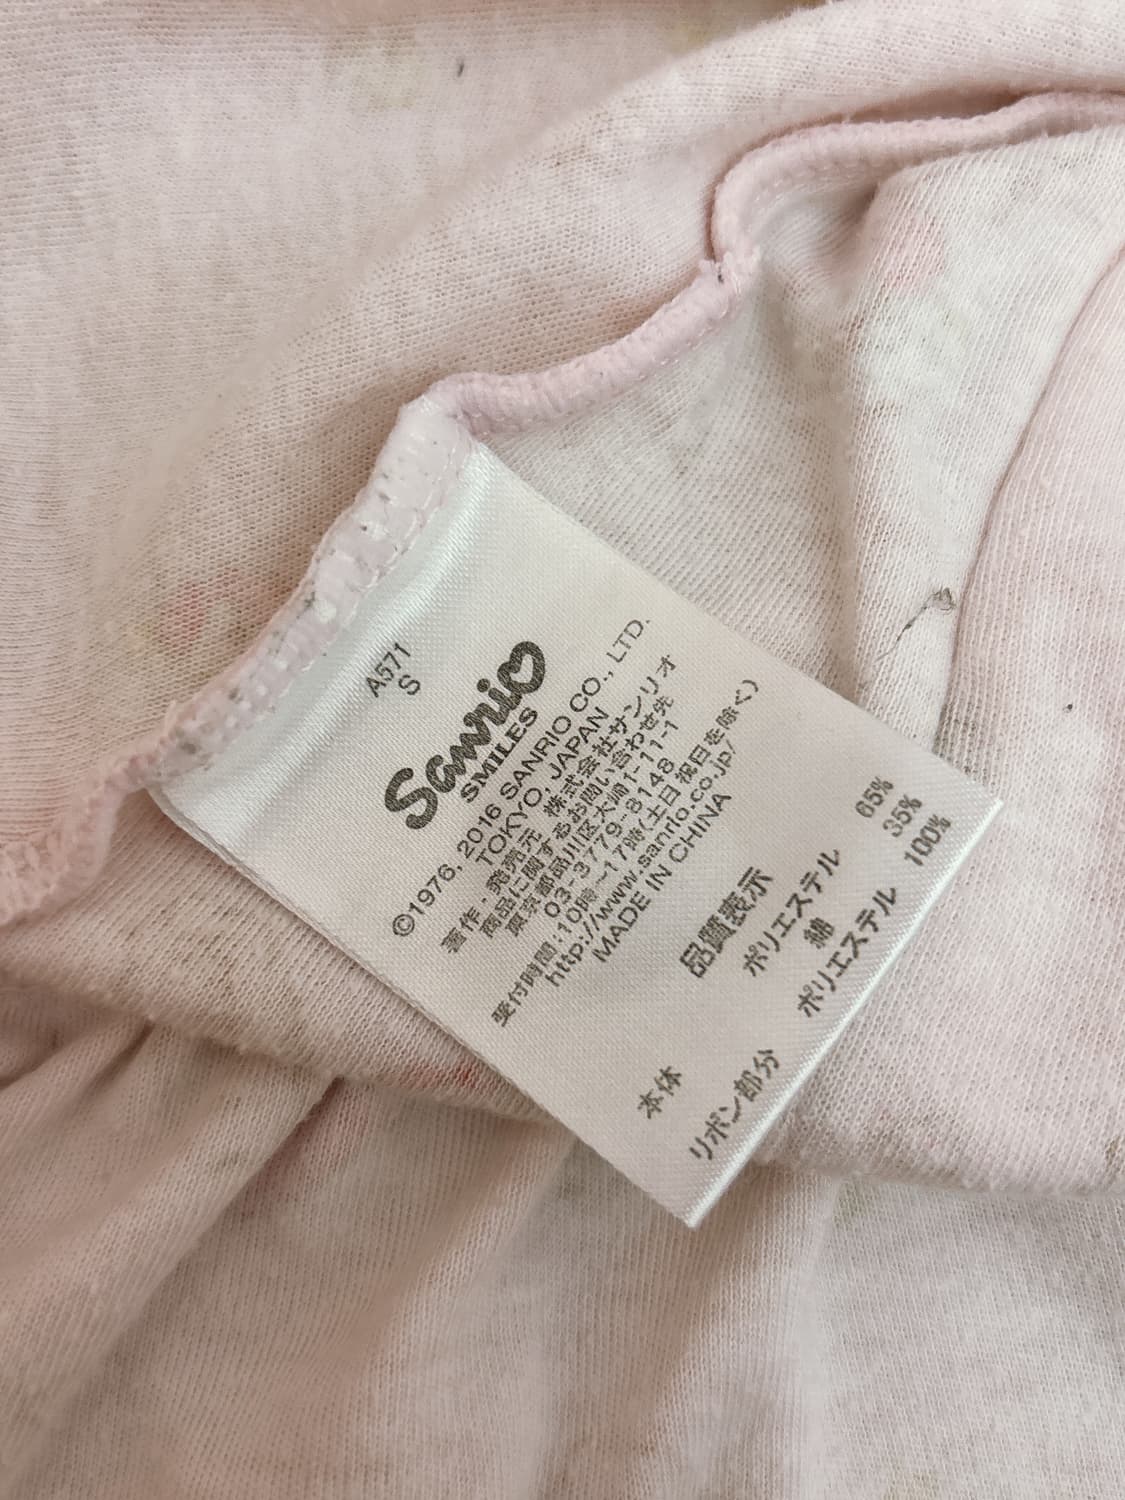 A571
S
Sanrio
SMILES
©1976, 2016 SANRIO CO., LTD.
TOKYO, JAPAN
著作・発売元 株式会社サンリオ
商品に関するお問い合わせ先
東京都品川区大崎1-11-1
03-3779-8148
受付時間:10時~17時(土日祝日を除く)
http://www.sanrio.co.jp/
MADE IN CHINA
品質表示
本体 ポリエステル 65%
綿 35%
リボン部分 ポリエステル 100%